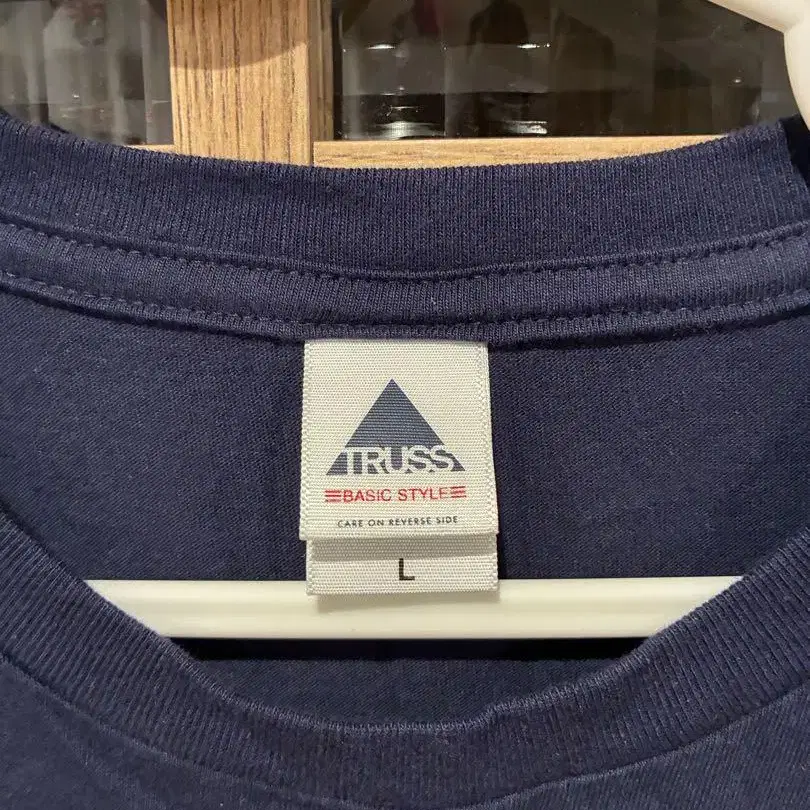 TRUSS
BASIC STYLE
CARE ON REVERSE SIDE
L